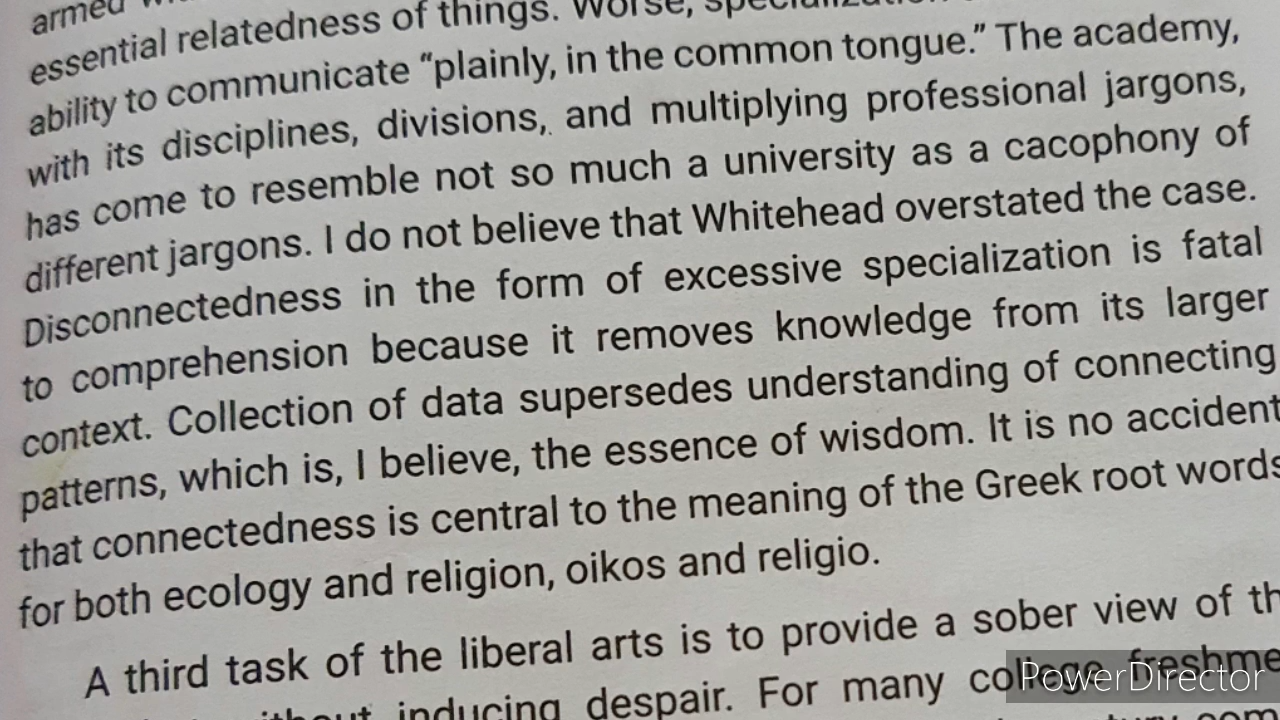 armed
essential relatedness of things. Worse,
ability to communicate “plainly, in the common tongue.” The academy,
with its disciplines, divisions, and multiplying professional jargons,
has come to resemble not so much a university as a cacophony of
different jargons. I do not believe that Whitehead overstated the case.
Disconnectedness in the form of excessive specialization is fatal
to comprehension because it removes knowledge from its larger
context. Collection of data supersedes understanding of connecting
patterns, which is, I believe, the essence of wisdom. It is no accident
that connectedness is central to the meaning of the Greek root words
for both ecology and religion, oikos and religio.
A third task of the liberal arts is to provide a sober view of th
inducing despair. For many college freshme
PowerDirector